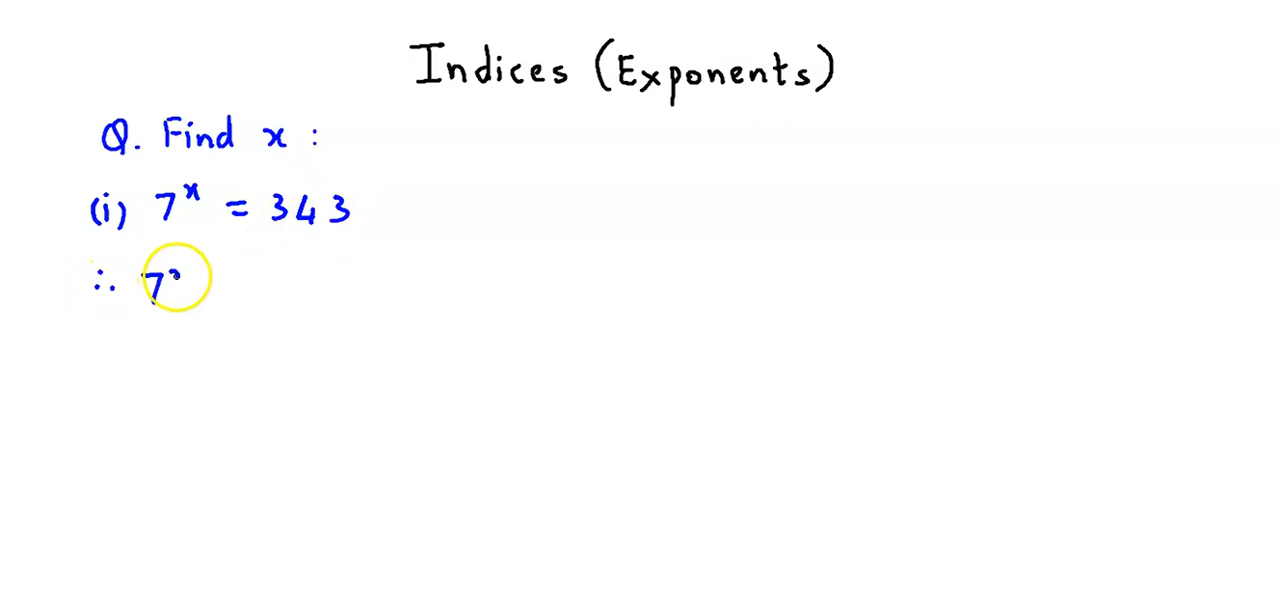 Indices (Exponents)
Q. Find x :
(i) 7^x = 343
∴ 7